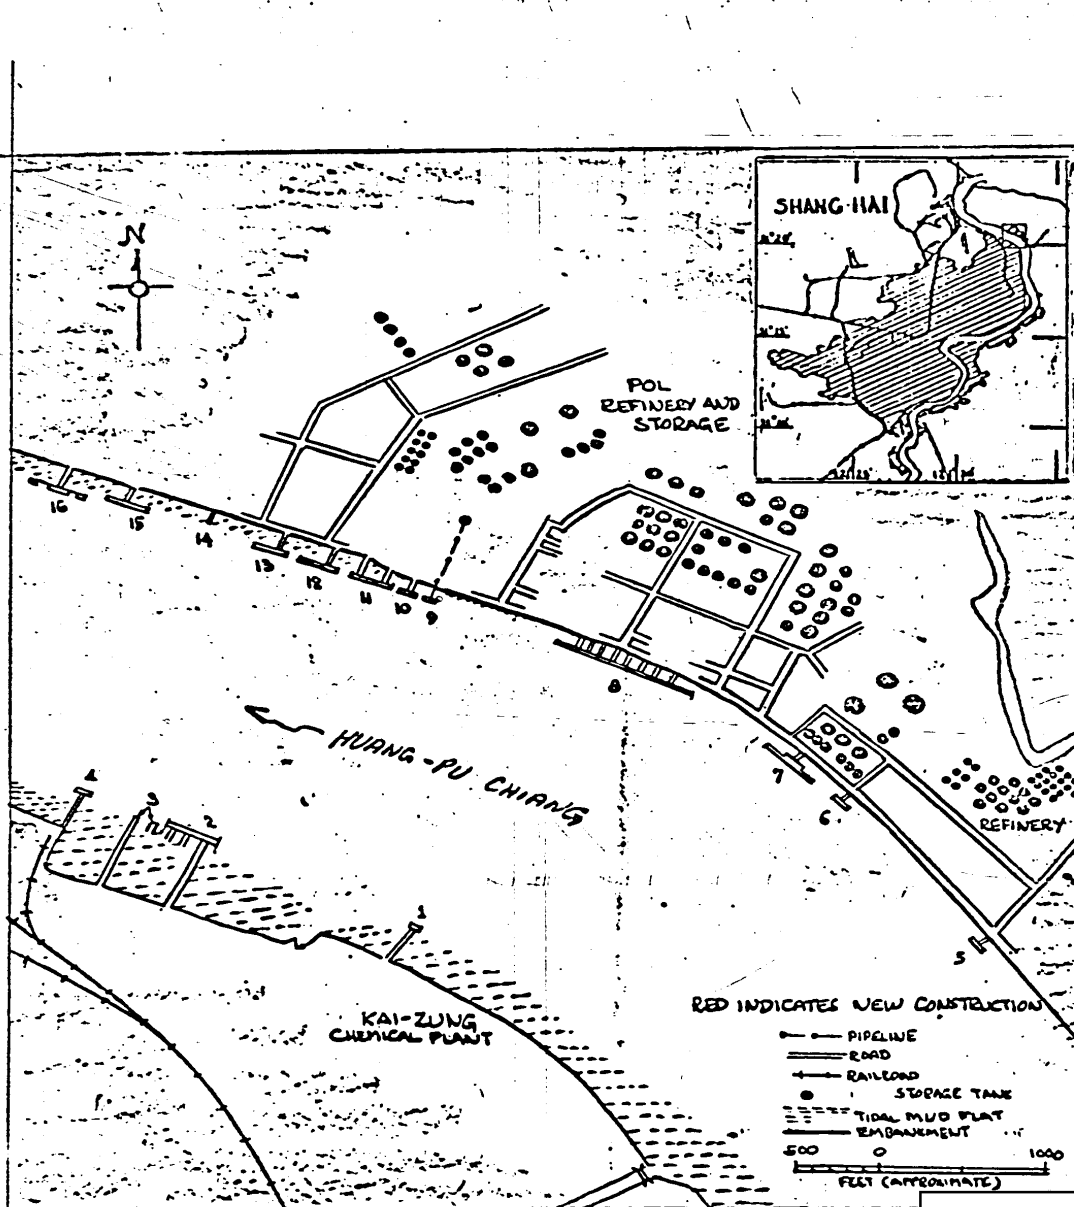 SHANG-HAI
N
POL
REFINERY AND
STORAGE
16
15
14
13
12
11
10
9
8
7
6
5
HUANG-PU CHIANG
REFINERY
4
3
2
1
KAI-ZUNG
CHEMICAL PLANT
RED INDICATES NEW CONSTRUCTION
PIPELINE
ROAD
RAILROAD
STORAGE TANK
TIDAL MUD FLAT
EMBANKMENT
500 0 1000
FEET (APPROXIMATE)